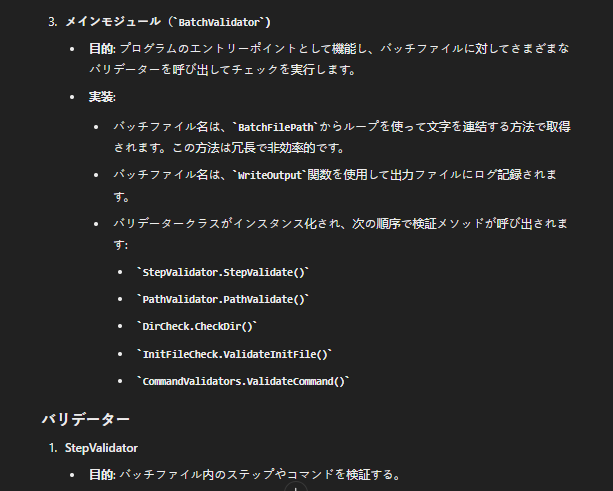 3. メインモジュール（`BatchValidator`）
• 目的: プログラムのエントリーポイントとして機能し、バッチファイルに対してさまざまな
バリデーターを呼び出してチェックを実行します。
• 実装:
• バッチファイル名は、`BatchFilePath`からループを使って文字を連結する方法で取得
されます。この方法は冗長で非効率的です。
• バッチファイル名は、`WriteOutput`関数を使用して出力ファイルにログ記録されま
す。
• バリデータークラスがインスタンス化され、次の順序で検証メソッドが呼び出されま
す:
• `StepValidator.StepValidate()`
• `PathValidator.PathValidate()`
• `DirCheck.CheckDir()`
• `InitFileCheck.ValidateInitFile()`
• `CommandValidators.ValidateCommand()`
バリデーター
1. StepValidator
• 目的: バッチファイル内のステップやコマンドを検証する。